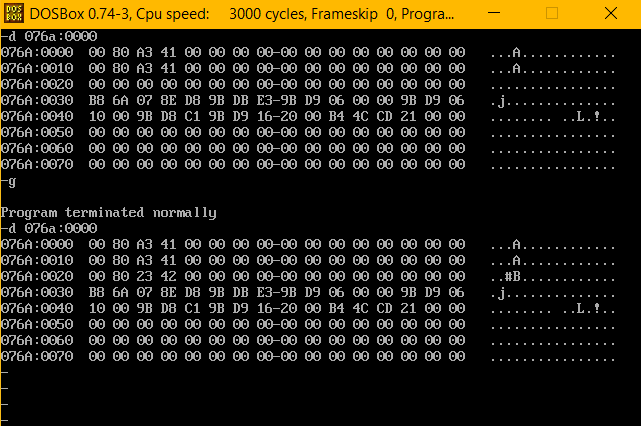 DOS BOX DOSBox 0.74-3, Cpu speed: 3000 cycles, Frameskip 0, Progra...
-d 076a:0000
076A:0000 00 80 A3 41 00 00 00 00-00 00 00 00 00 00 00 00 ...A............
076A:0010 00 80 A3 41 00 00 00 00-00 00 00 00 00 00 00 00 ...A............
076A:0020 00 00 00 00 00 00 00 00-00 00 00 00 00 00 00 00 ................
076A:0030 B8 6A 07 8E D8 9B DB E3-9B D9 06 00 00 9B D9 06 .j..............
076A:0040 10 00 9B D8 C1 9B D9 16-20 00 B4 4C CD 21 00 00 ........ ..L.!..
076A:0050 00 00 00 00 00 00 00 00-00 00 00 00 00 00 00 00 ................
076A:0060 00 00 00 00 00 00 00 00-00 00 00 00 00 00 00 00 ................
076A:0070 00 00 00 00 00 00 00 00-00 00 00 00 00 00 00 00 ................
-g
Program terminated normally
-d 076a:0000
076A:0000 00 80 A3 41 00 00 00 00-00 00 00 00 00 00 00 00 ...A............
076A:0010 00 80 A3 41 00 00 00 00-00 00 00 00 00 00 00 00 ...A............
076A:0020 00 80 23 42 00 00 00 00-00 00 00 00 00 00 00 00 ..#B............
076A:0030 B8 6A 07 8E D8 9B DB E3-9B D9 06 00 00 9B D9 06 .j..............
076A:0040 10 00 9B D8 C1 9B D9 16-20 00 B4 4C CD 21 00 00 ........ ..L.!..
076A:0050 00 00 00 00 00 00 00 00-00 00 00 00 00 00 00 00 ................
076A:0060 00 00 00 00 00 00 00 00-00 00 00 00 00 00 00 00 ................
076A:0070 00 00 00 00 00 00 00 00-00 00 00 00 00 00 00 00 ................
-
-
-
-